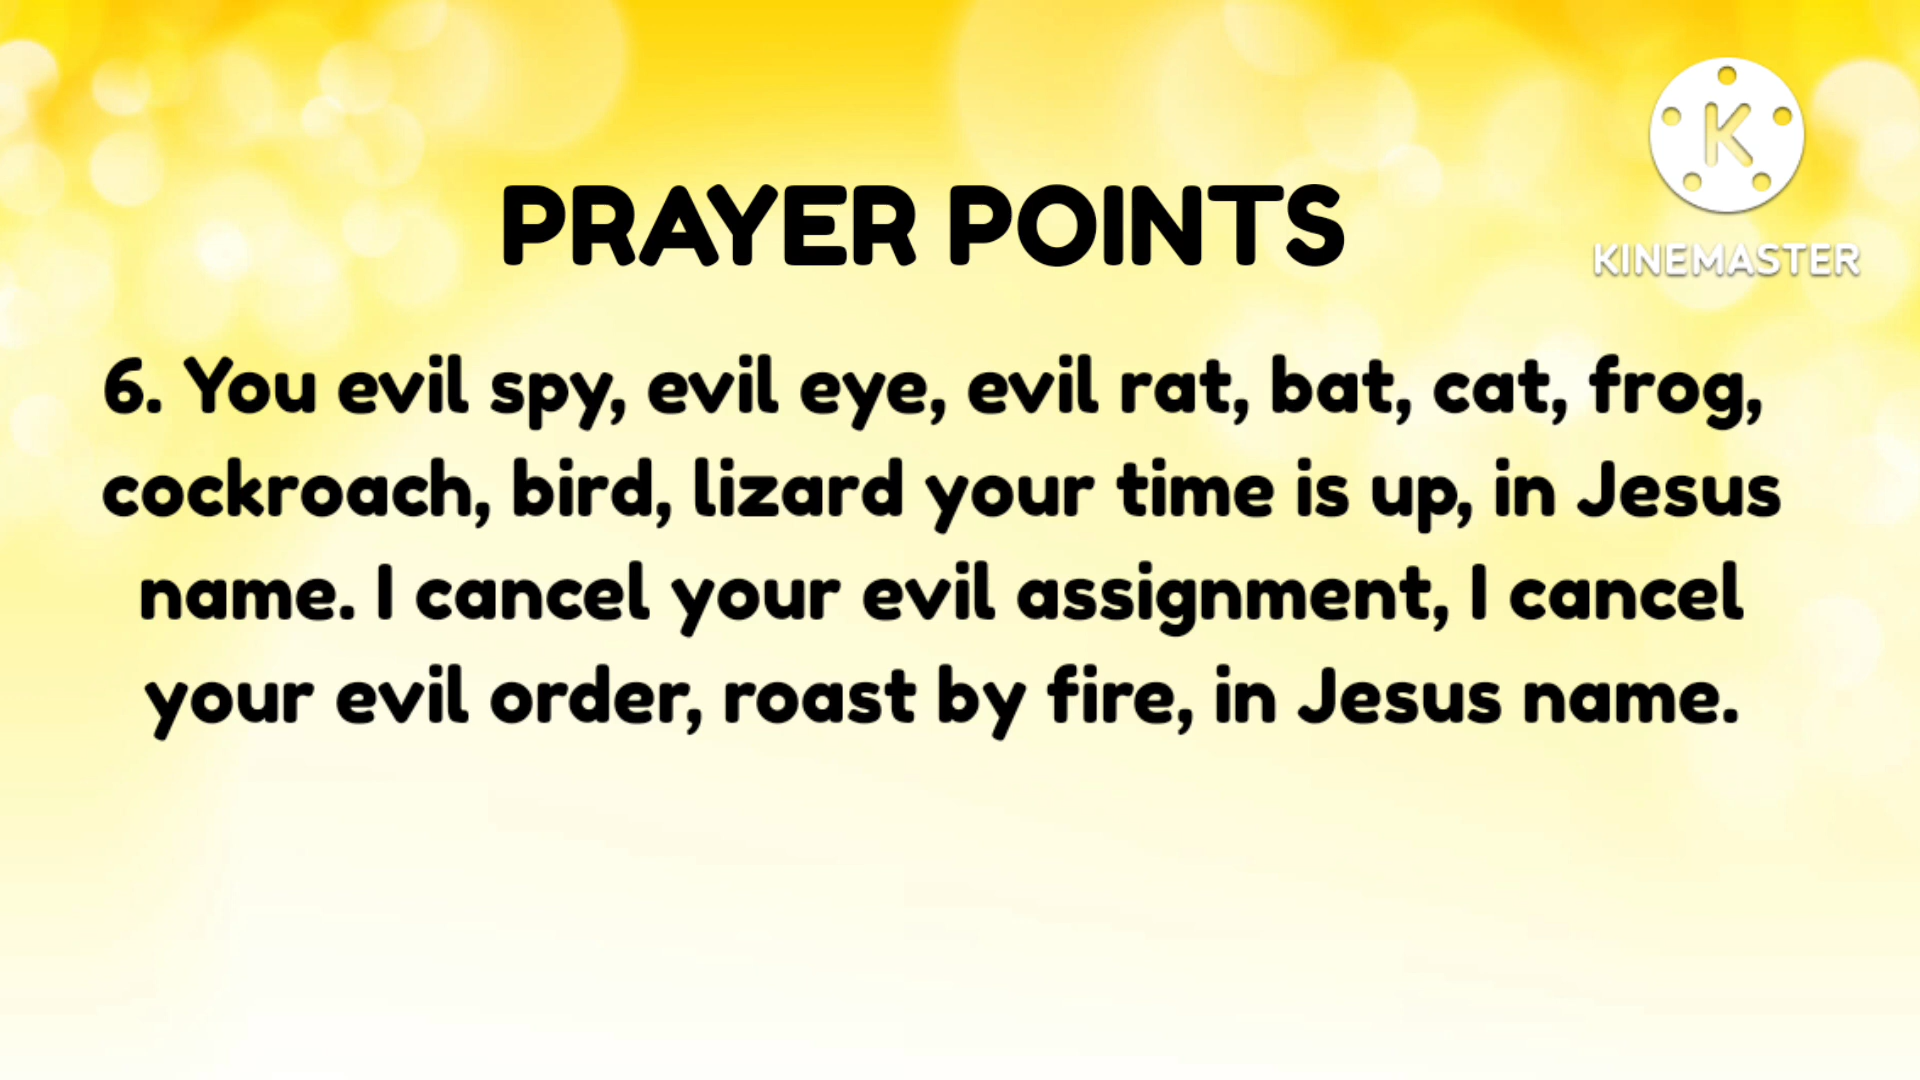 PRAYER POINTS
K
KINEMASTER
6. You evil spy, evil eye, evil rat, bat, cat, frog,
cockroach, bird, lizard your time is up, in Jesus
name. I cancel your evil assignment, I cancel
your evil order, roast by fire, in Jesus name.